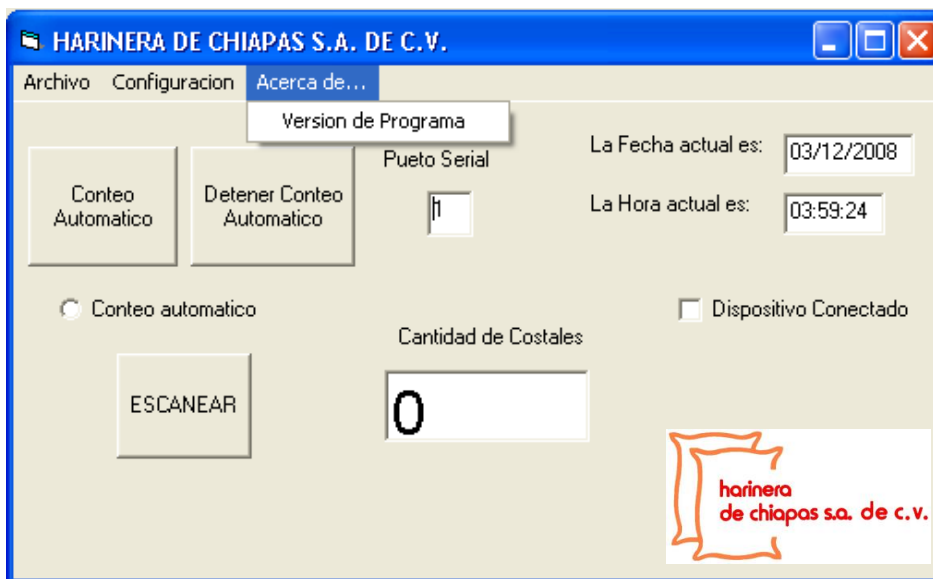 HARINERA DE CHIAPAS S.A. DE C.V.
Archivo Configuracion Acerca de...
Version de Programa
Conteo
Automatico
Detener Conteo
Automatico
Pueto Serial
1
La Fecha actual es: 03/12/2008
La Hora actual es: 03:59:24
Conteo automatico
Dispositivo Conectado
ESCANEAR
Cantidad de Costales
0
harinera
de chiapas s.a. de c.v.